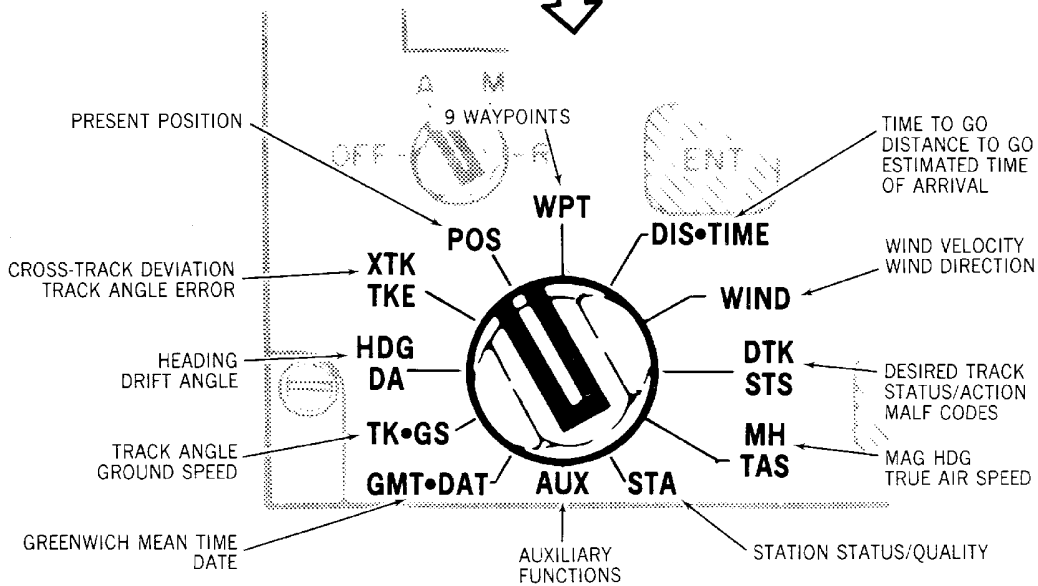 A M
OFF R
ENT
PRESENT POSITION
9 WAYPOINTS
TIME TO GO
DISTANCE TO GO
ESTIMATED TIME
OF ARRIVAL
WPT
POS
DIS•TIME
CROSS-TRACK DEVIATION
TRACK ANGLE ERROR
XTK
TKE
WIND
WIND VELOCITY
WIND DIRECTION
HEADING
DRIFT ANGLE
HDG
DA
DTK
STS
DESIRED TRACK
STATUS/ACTION
MALF CODES
TRACK ANGLE
GROUND SPEED
TK•GS
MH
TAS
MAG HDG
TRUE AIR SPEED
GMT•DAT
AUX
STA
GREENWICH MEAN TIME
DATE
AUXILIARY
FUNCTIONS
STATION STATUS/QUALITY